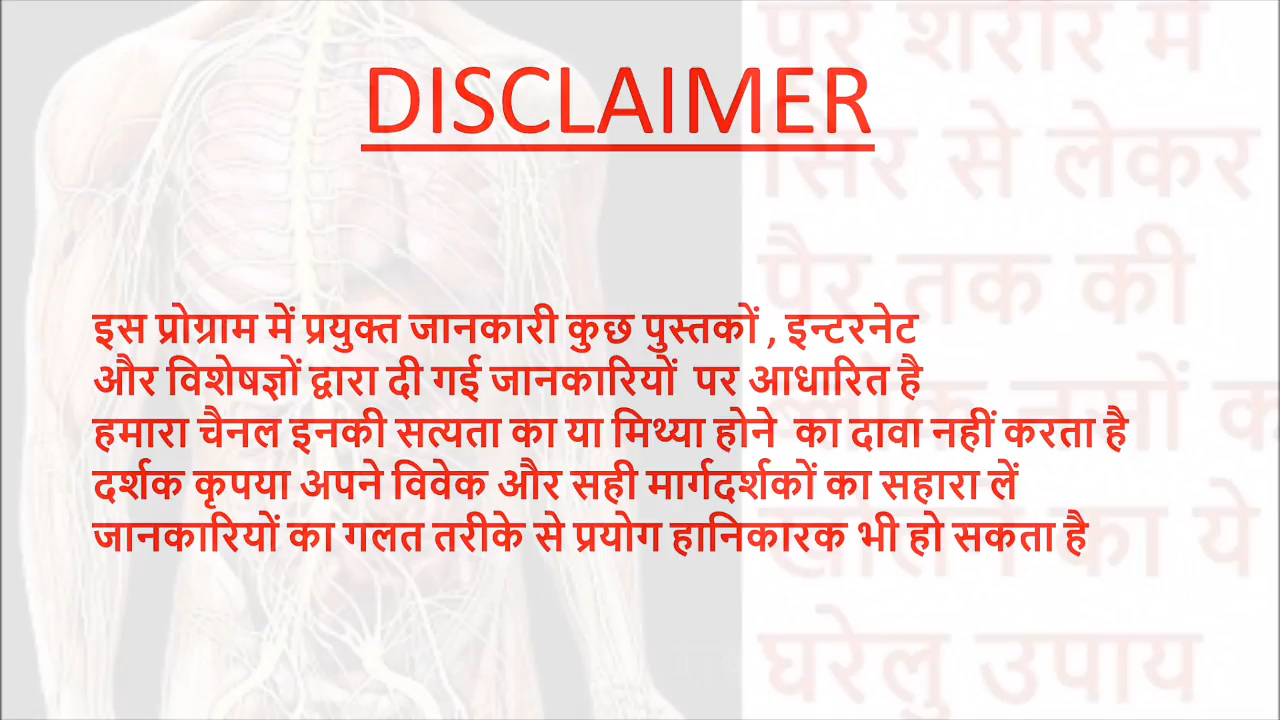 DISCLAIMER
इस प्रोग्राम में प्रयुक्त जानकारी कुछ पुस्तकों , इन्टरनेट
और विशेषज्ञों द्वारा दी गई जानकारियों पर आधारित है
हमारा चैनल इनकी सत्यता का या मिथ्या होने का दावा नहीं करता है
दर्शक कृपया अपने विवेक और सही मार्गदर्शकों का सहारा लें
जानकारियों का गलत तरीके से प्रयोग हानिकारक भी हो सकता है
पर शरीर में
सिर से लेकर
पैर तक की
ब्लॉक नसों क
खोलने का ये
घरेलु उपाय